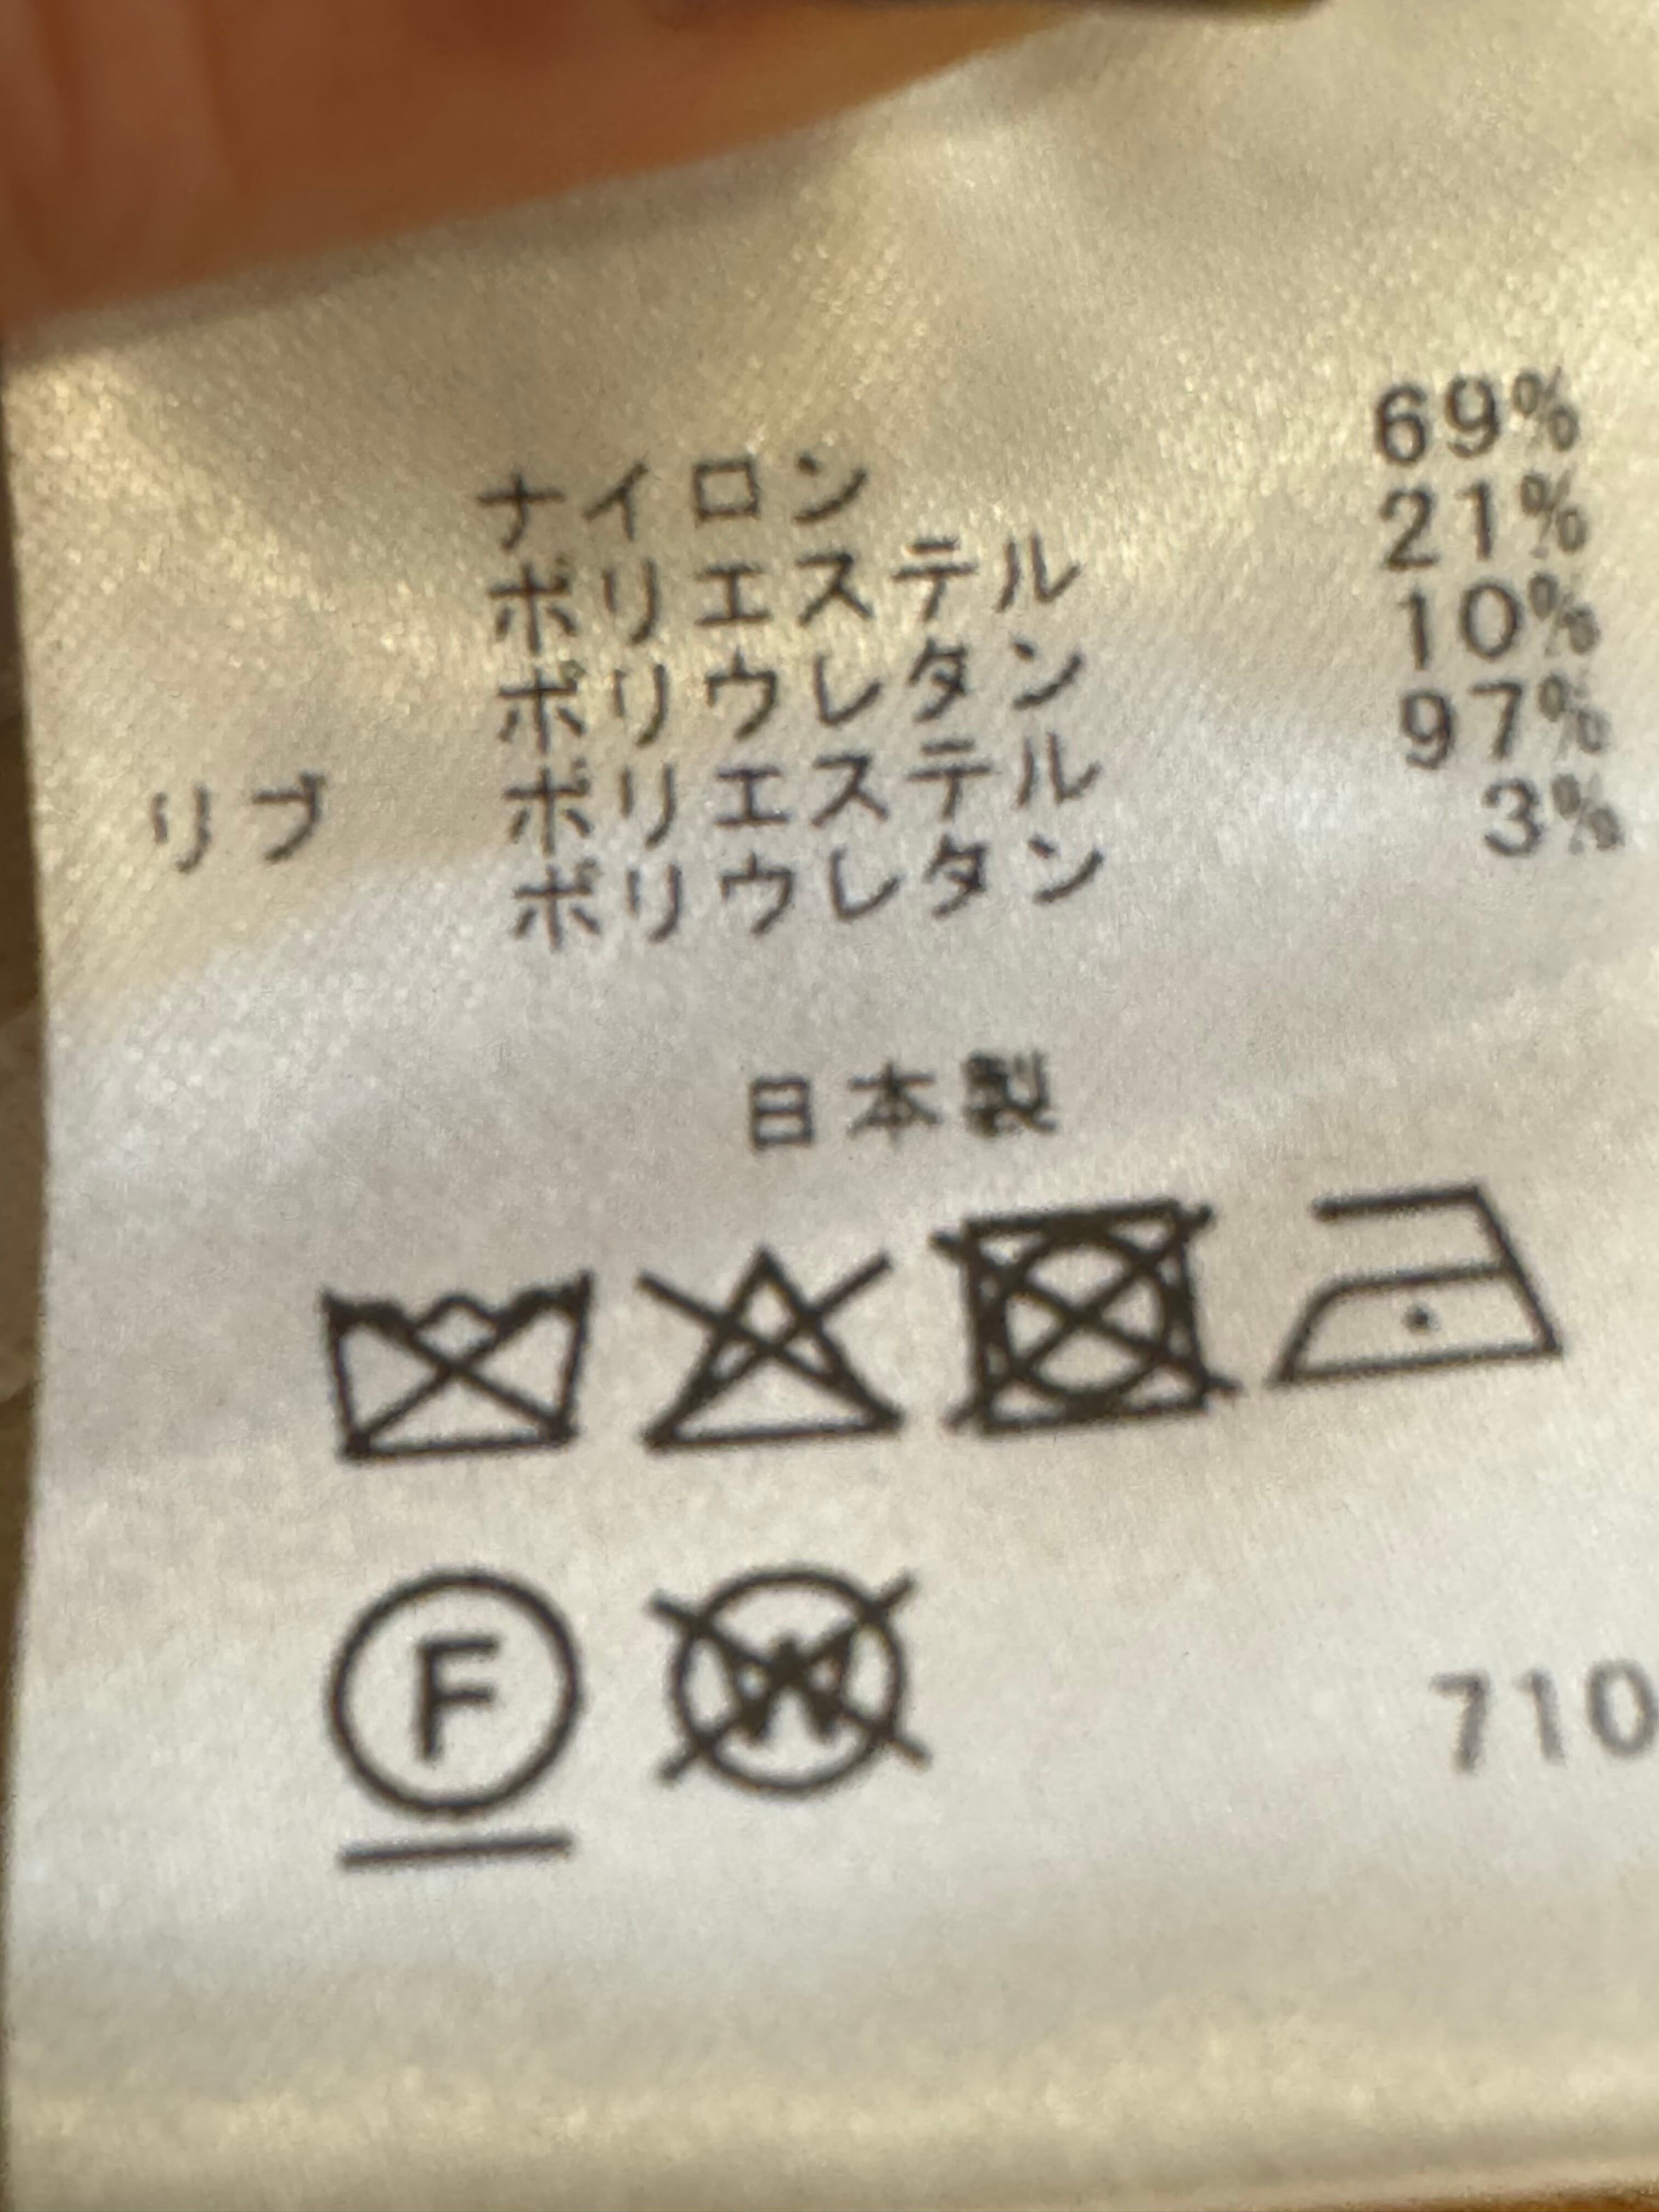 ナイロン 69%
ポリエステル 21%
ポリウレタン 10%
リブ ポリエステル 97%
ポリウレタン 3%
日本製
F W
710